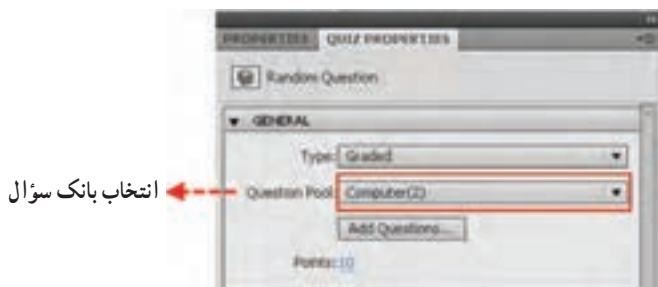 PROPERTIES QUIZ PROPERTIES
Random Question
GENERAL
Type: Graded
Question Pool: Computer(2)
انتخاب بانک سؤال
Add Questions...
Points: 10